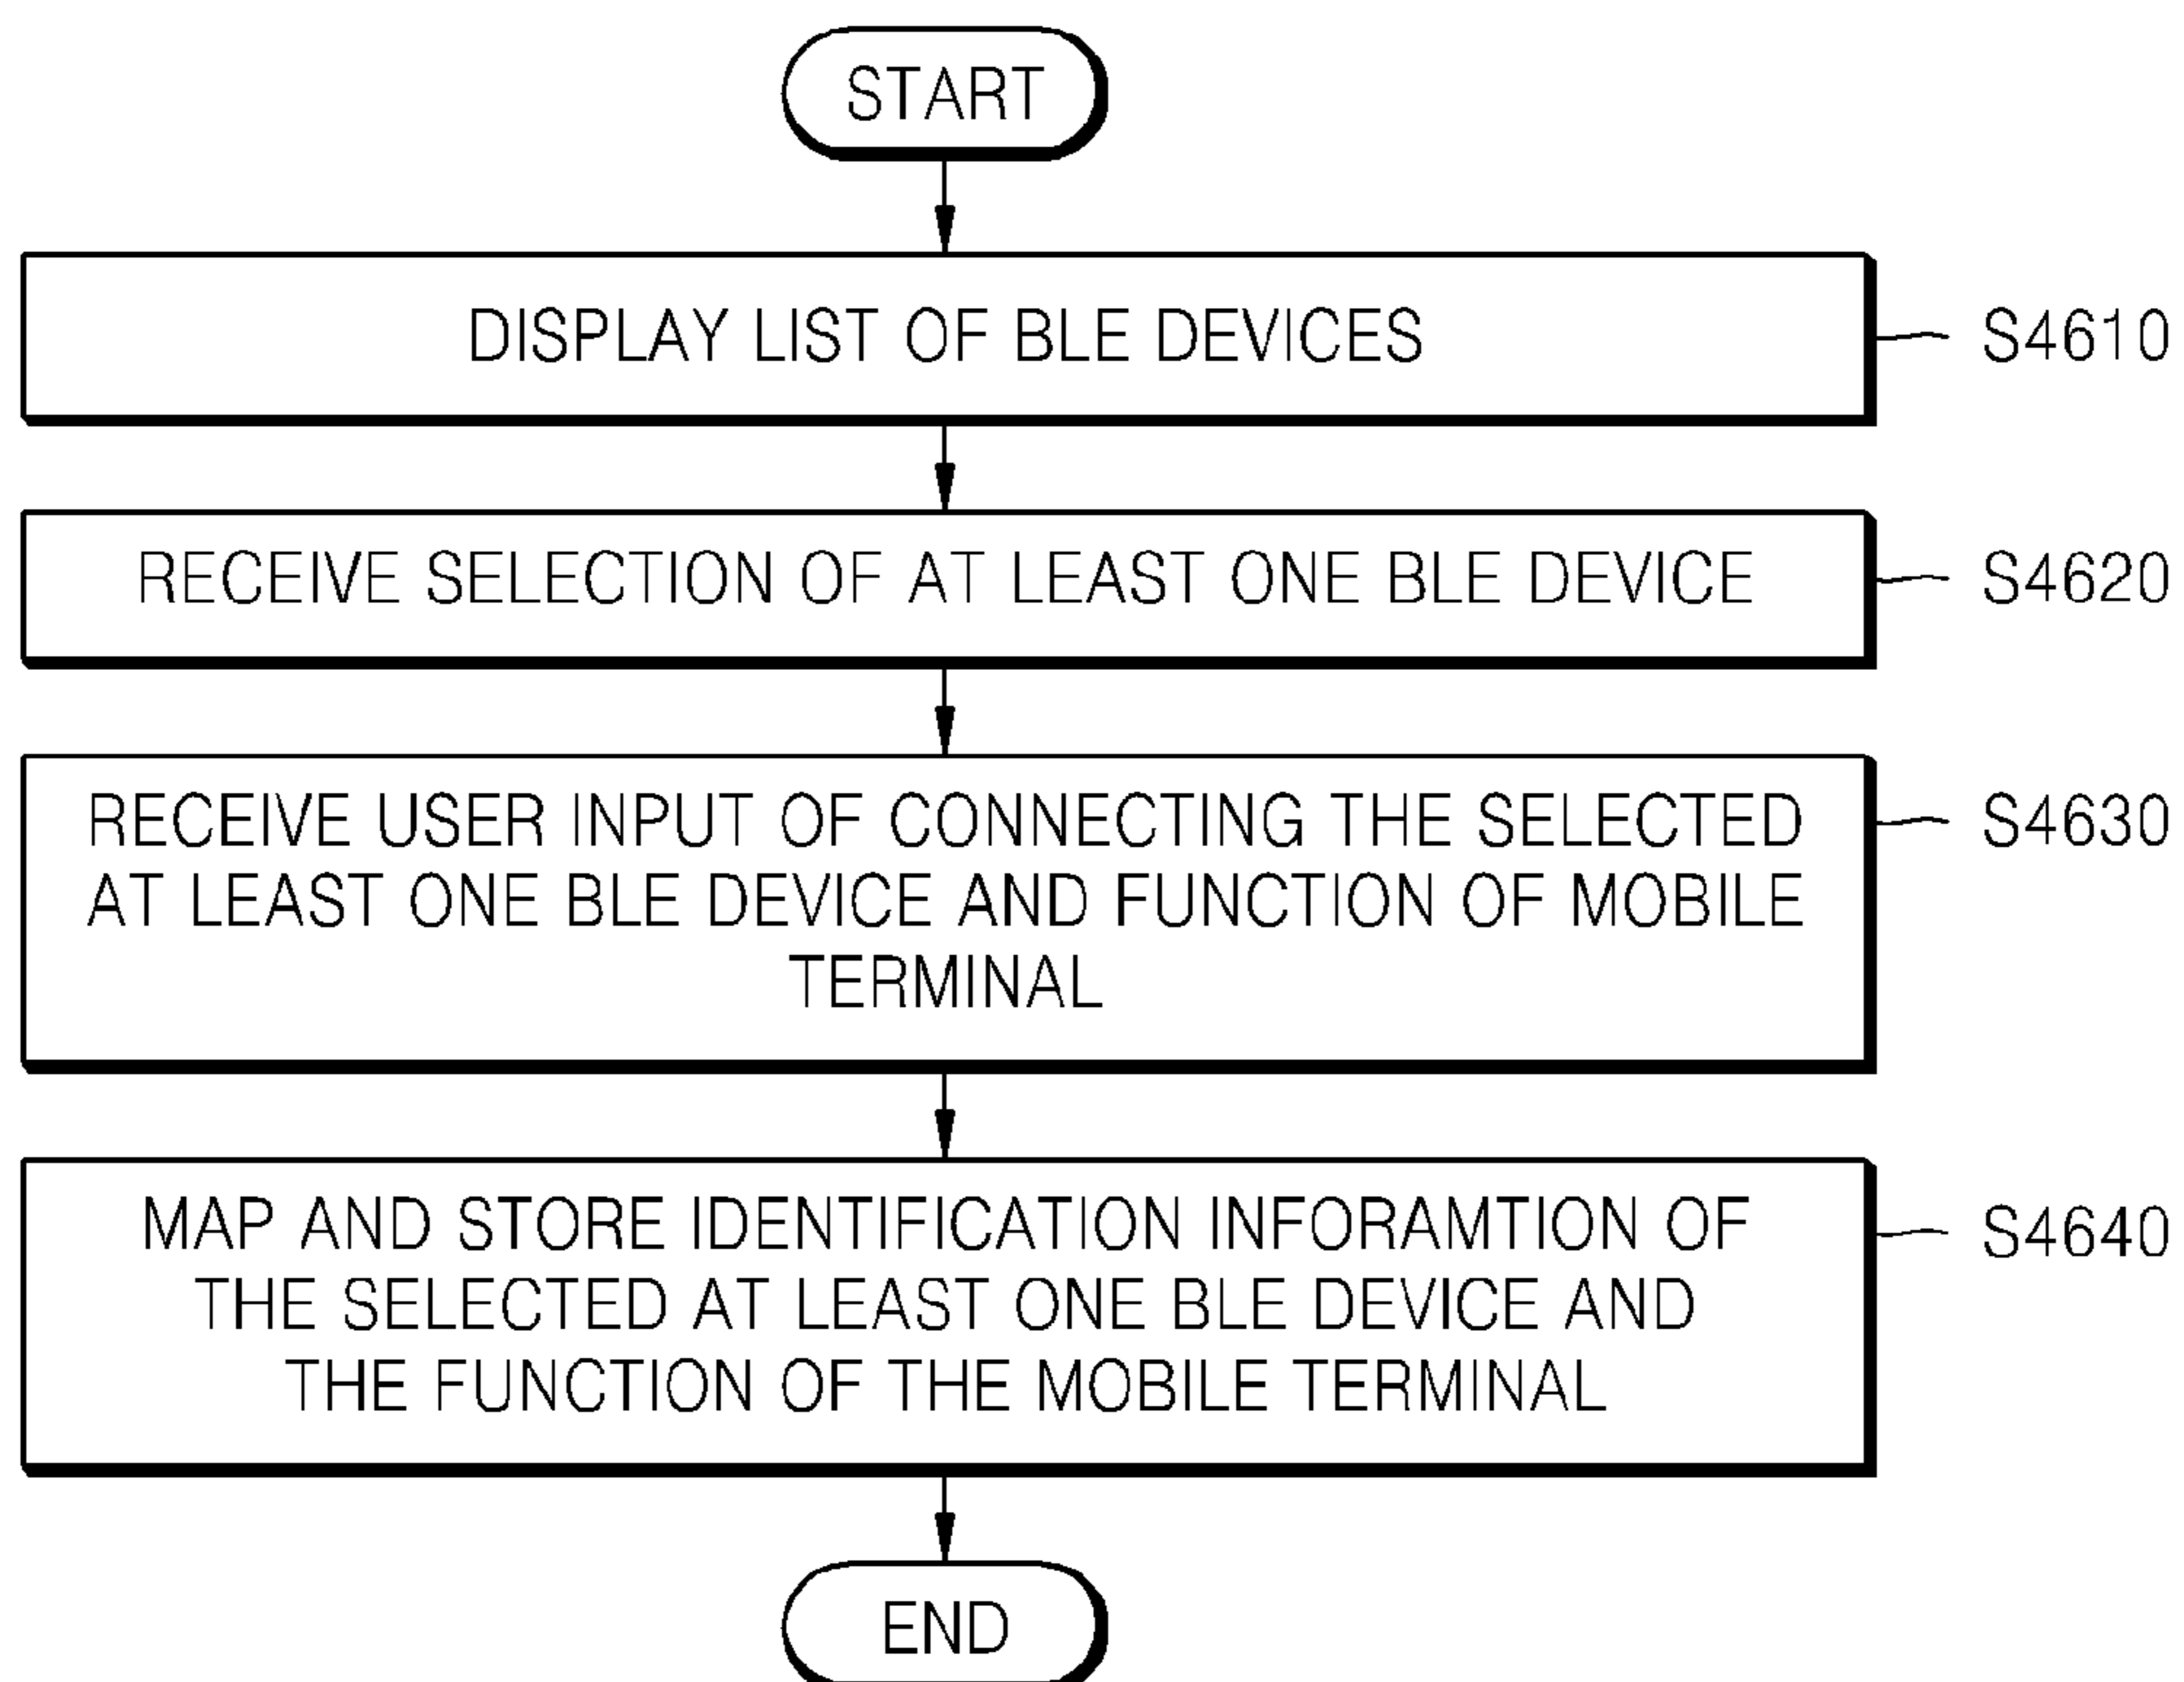 START
DISPLAY LIST OF BLE DEVICES
S4610
RECEIVE SELECTION OF AT LEAST ONE BLE DEVICE
S4620
RECEIVE USER INPUT OF CONNECTING THE SELECTED
AT LEAST ONE BLE DEVICE AND FUNCTION OF MOBILE
TERMINAL
S4630
MAP AND STORE IDENTIFICATION INFORAMTION OF
THE SELECTED AT LEAST ONE BLE DEVICE AND
THE FUNCTION OF THE MOBILE TERMINAL
S4640
END